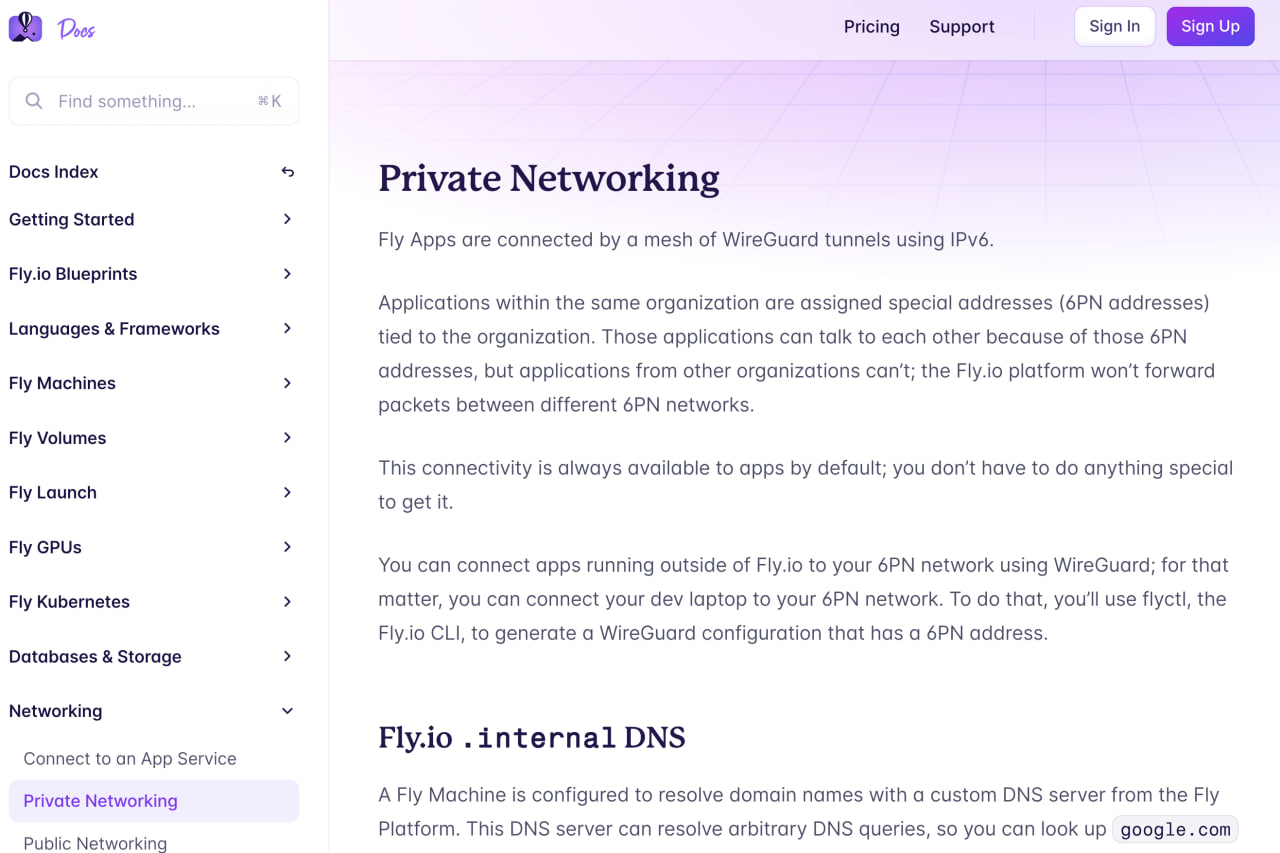 Docs
Pricing
Support
Sign In
Sign Up
Find something...
⌘K
Docs Index
Getting Started
Fly.io Blueprints
Languages & Frameworks
Fly Machines
Fly Volumes
Fly Launch
Fly GPUs
Fly Kubernetes
Databases & Storage
Networking
Connect to an App Service
Private Networking
Public Networking
Private Networking
Fly Apps are connected by a mesh of WireGuard tunnels using IPv6.
Applications within the same organization are assigned special addresses (6PN addresses)
tied to the organization. Those applications can talk to each other because of those 6PN
addresses, but applications from other organizations can’t; the Fly.io platform won’t forward
packets between different 6PN networks.
This connectivity is always available to apps by default; you don’t have to do anything special
to get it.
You can connect apps running outside of Fly.io to your 6PN network using WireGuard; for that
matter, you can connect your dev laptop to your 6PN network. To do that, you’ll use flyctl, the
Fly.io CLI, to generate a WireGuard configuration that has a 6PN address.
Fly.io .internal DNS
A Fly Machine is configured to resolve domain names with a custom DNS server from the Fly
Platform. This DNS server can resolve arbitrary DNS queries, so you can look up google.com